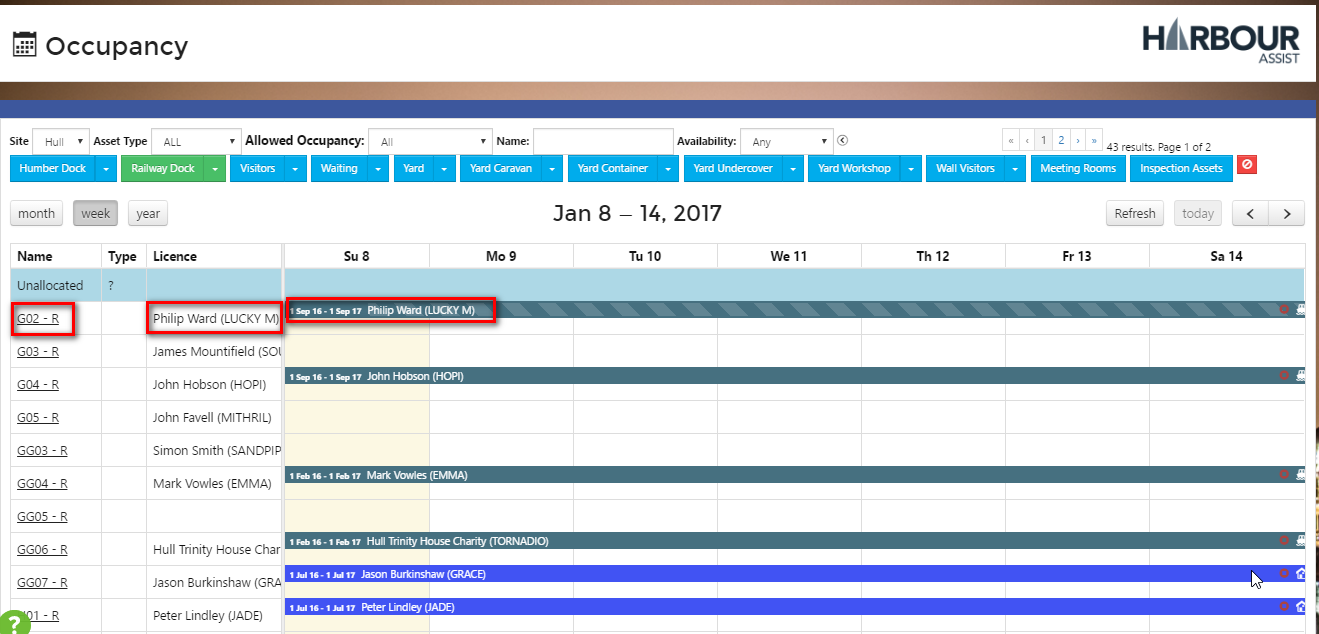 Occupancy
HARBOUR
ASSIST
Site Hull Asset Type ALL Allowed Occupancy: All Name: Availability: Any « ‹ 1 2 › » 43 results. Page 1 of 2
Humber Dock Railway Dock Visitors Waiting Yard Yard Caravan Yard Container Yard Undercover Yard Workshop Wall Visitors Meeting Rooms Inspection Assets
month week year Jan 8 – 14, 2017 Refresh today < >
Name Type Licence Su 8 Mo 9 Tu 10 We 11 Th 12 Fr 13 Sa 14
Unallocated ?
G02 - R Philip Ward (LUCKY M) 1 Sep 16 - 1 Sep 17 Philip Ward (LUCKY M)
G03 - R James Mountifield (SOU
G04 - R John Hobson (HOPI) 1 Sep 16 - 1 Sep 17 John Hobson (HOPI)
G05 - R John Favell (MITHRIL)
GG03 - R Simon Smith (SANDPIP
GG04 - R Mark Vowles (EMMA) 1 Feb 16 - 1 Feb 17 Mark Vowles (EMMA)
GG05 - R
GG06 - R Hull Trinity House Char 1 Feb 16 - 1 Feb 17 Hull Trinity House Charity (TORNADIO)
GG07 - R Jason Burkinshaw (GRA 1 Jul 16 - 1 Jul 17 Jason Burkinshaw (GRACE)
? 01 - R Peter Lindley (JADE) 1 Jul 16 - 1 Jul 17 Peter Lindley (JADE)